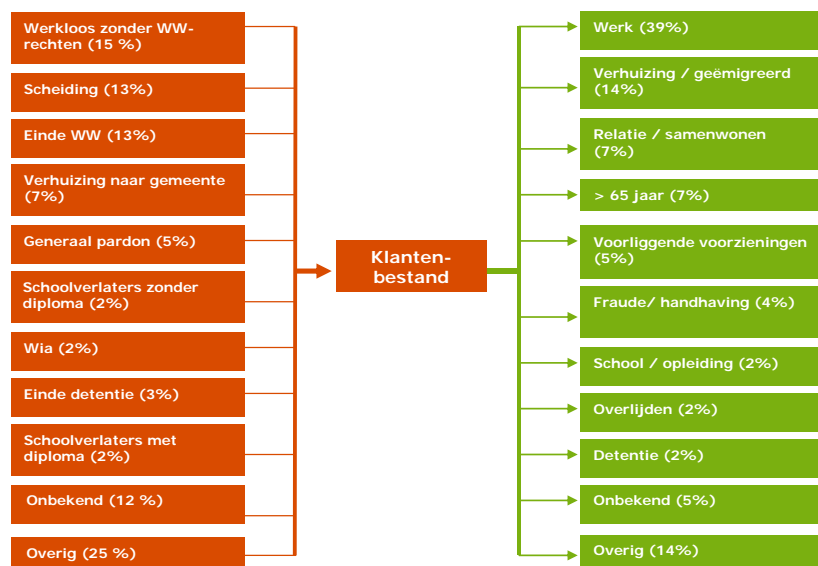 Werkloos zonder WW-
rechten (15 %)
Scheiding (13%)
Einde WW (13%)
Verhuizing naar gemeente
(7%)
Generaal pardon (5%)
Schoolverlaters zonder
diploma (2%)
Wia (2%)
Einde detentie (3%)
Schoolverlaters met
diploma (2%)
Onbekend (12 %)
Overig (25 %)
Klanten-
bestand
Werk (39%)
Verhuizing / geëmigreerd
(14%)
Relatie / samenwonen
(7%)
> 65 jaar (7%)
Voorliggende voorzieningen
(5%)
Fraude/ handhaving (4%)
School / opleiding (2%)
Overlijden (2%)
Detentie (2%)
Onbekend (5%)
Overig (14%)